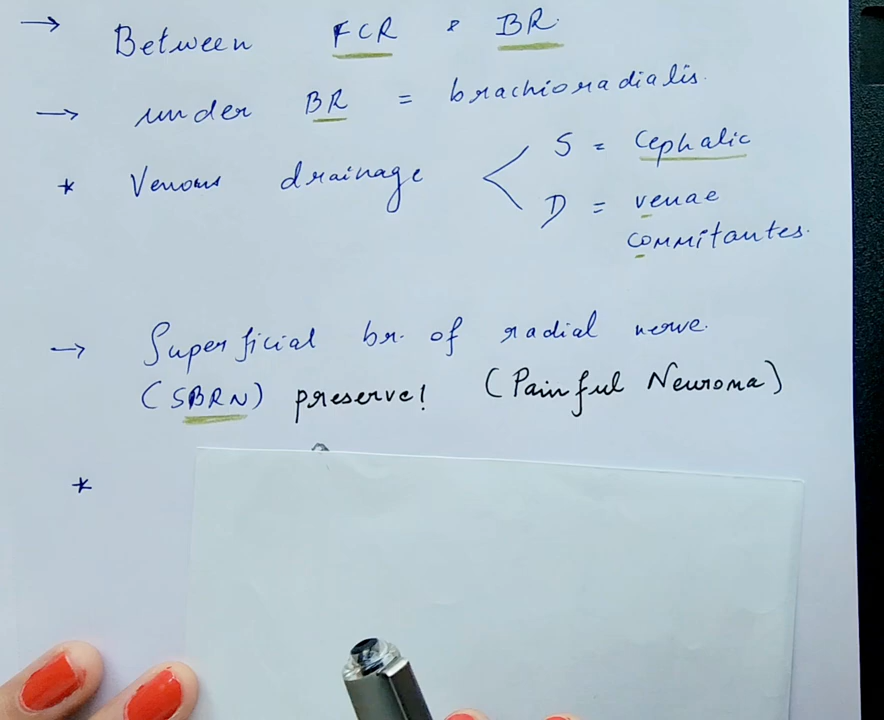 → Between FCR & BR.
→ under BR = brachioradialis.
* Venous drainage < S = Cephalic
D = venae
commitantes.
→ Superficial br. of radial nerve.
(SBRN) preserve! (Painful Neuroma)
*